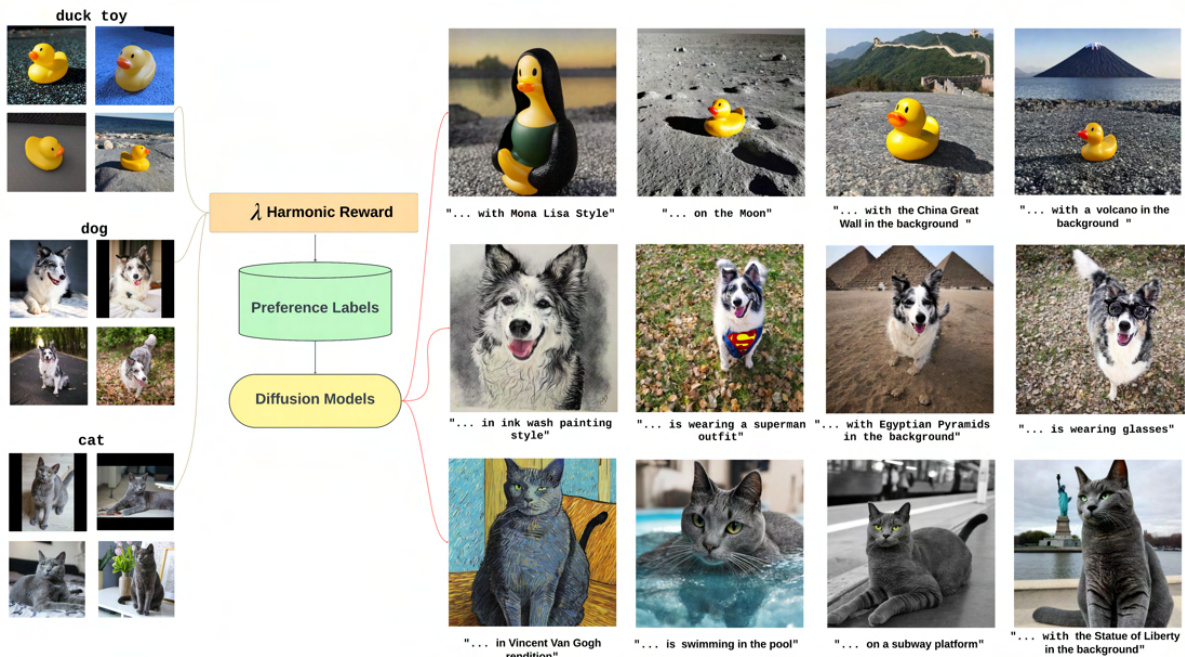 duck toy
dog
cat
λ Harmonic Reward
Preference Labels
Diffusion Models
"... with Mona Lisa Style"
"... on the Moon"
"... with the China Great
Wall in the background "
"... with a volcano in the
background "
"... in ink wash painting
style"
"... is wearing a superman
outfit"
"... with Egyptian Pyramids
in the background"
"... is wearing glasses"
"... in Vincent Van Gogh
rendition"
"... is swimming in the pool"
"... on a subway platform"
"... with the Statue of Liberty
in the background"